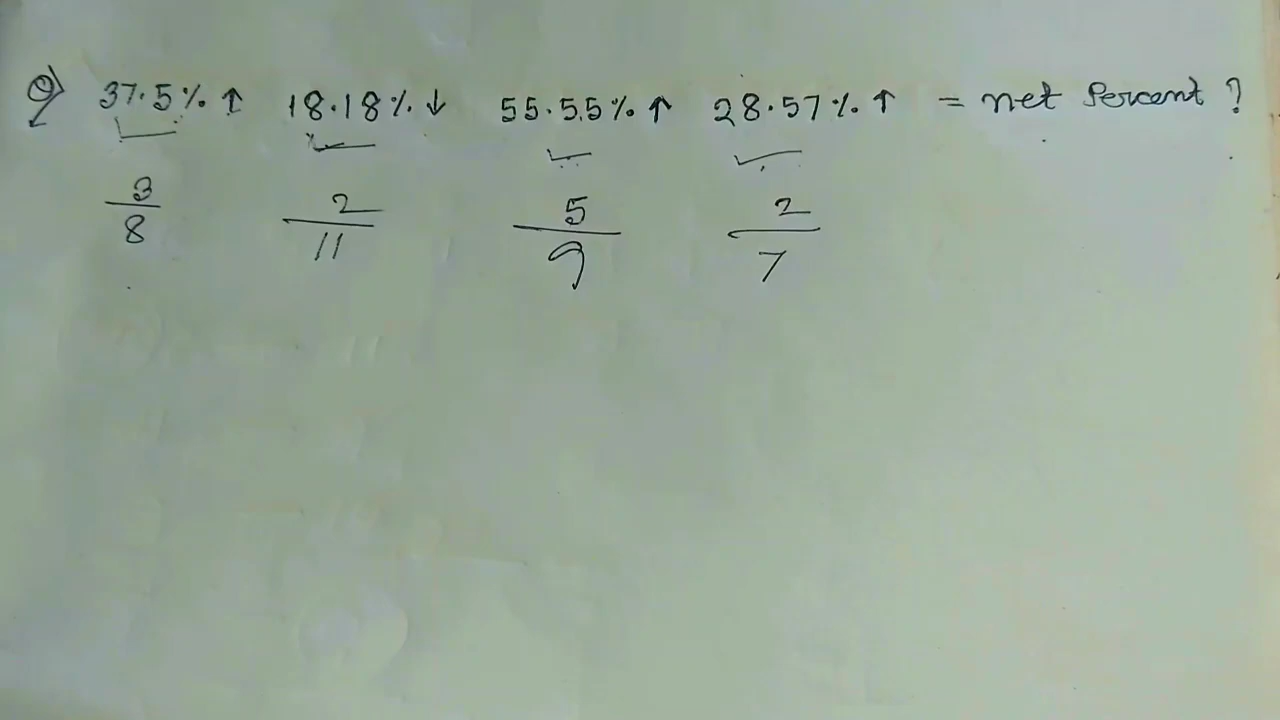 Q) 37.5% ↑ 18.18% ↓ 55.55% ↑ 28.57% ↑ = net Percent ?
3/8 2/11 5/9 2/7